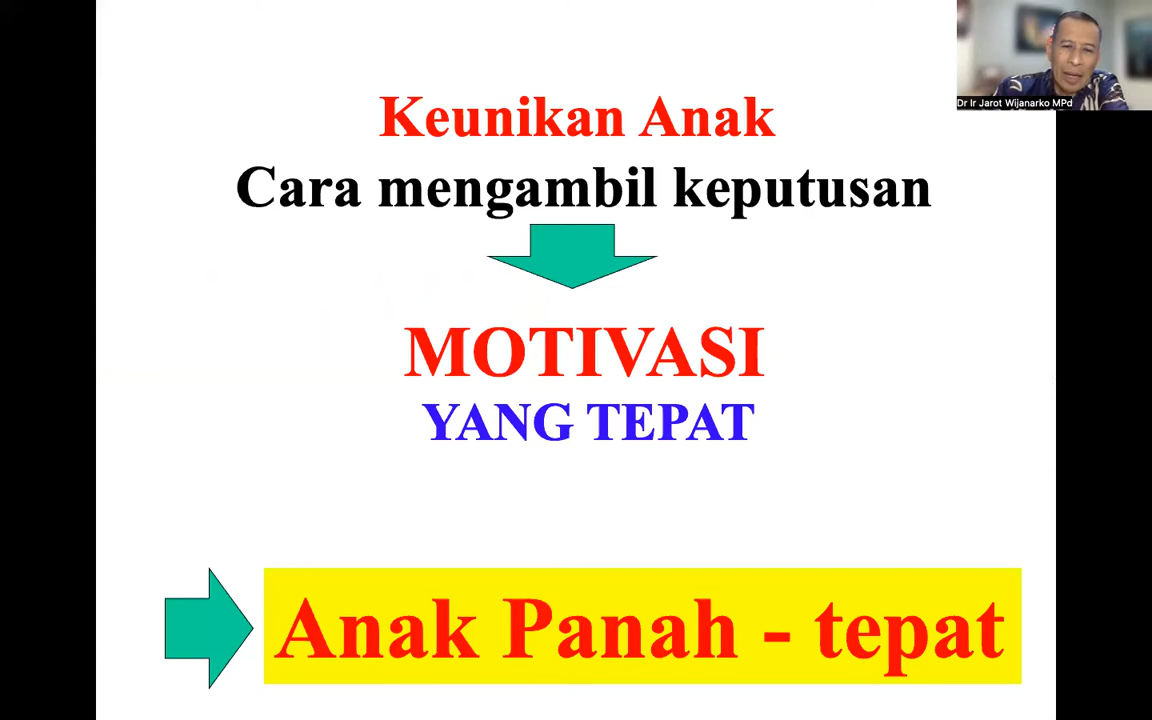 Dr Ir Jarot Wijanarko MPd
Keunikan Anak
Cara mengambil keputusan
MOTIVASI
YANG TEPAT
Anak Panah - tepat